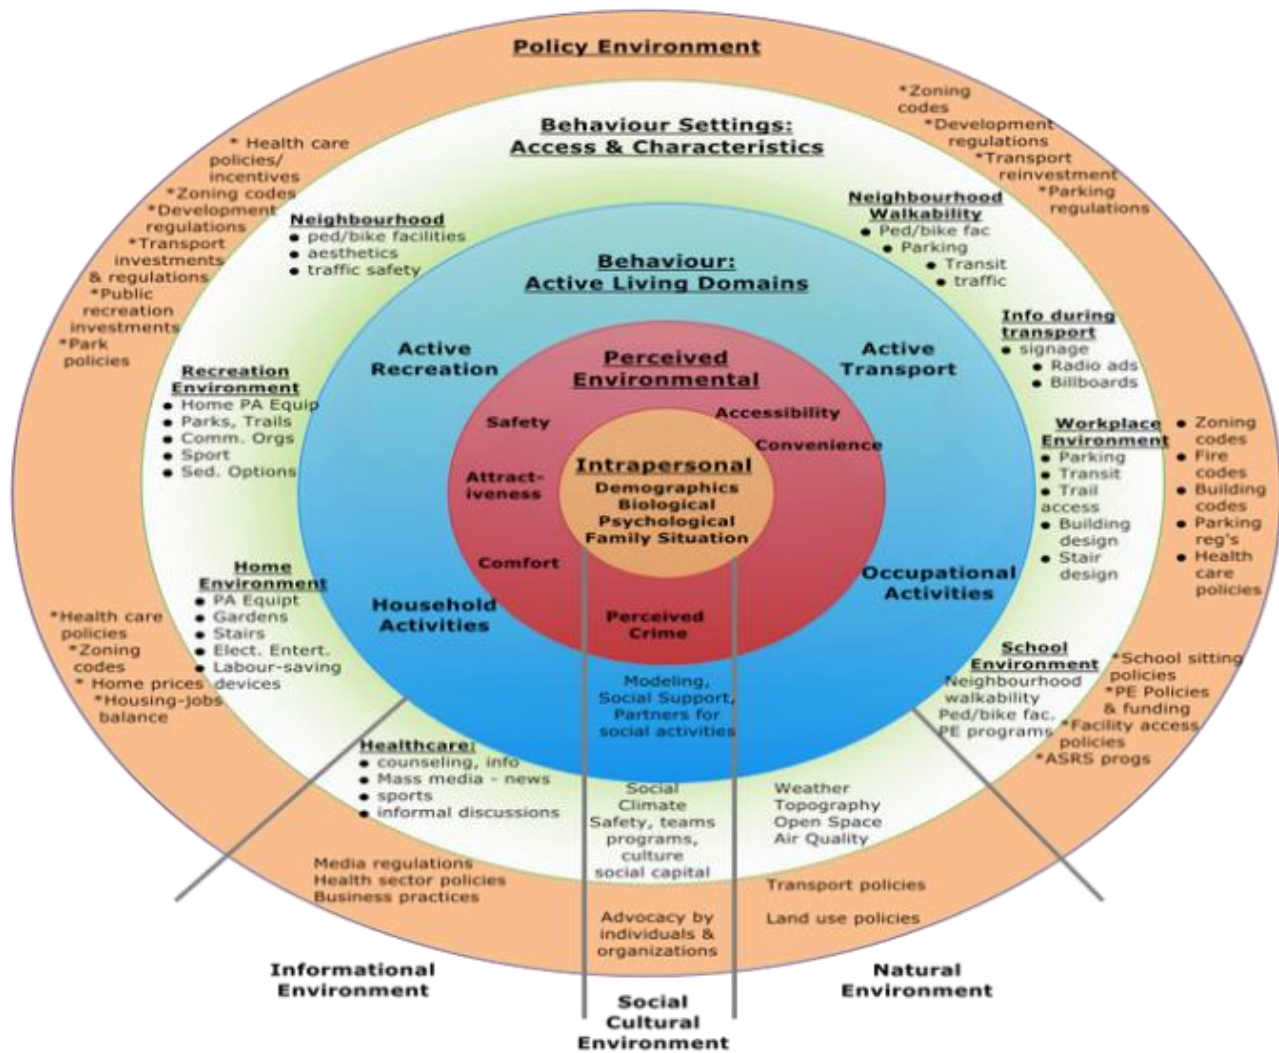 Policy Environment
*Zoning
codes
*Development
regulations
*Transport
reinvestment
*Parking
regulations
Behaviour Settings:
Access & Characteristics
* Health care
policies/
incentives
*Zoning codes
*Development
regulations
*Transport
investments
& regulations
*Public
recreation
investments
*Park
policies
Neighbourhood
● ped/bike facilities
● aesthetics
● traffic safety
Neighbourhood
Walkability
● Ped/bike fac
● Parking
● Transit
● traffic
Behaviour:
Active Living Domains
Info during
transport
● signage
● Radio ads
● Billboards
Active
Recreation
Perceived
Environmental
Active
Transport
Recreation
Environment
● Home PA Equip
● Parks, Trails
● Comm. Orgs
● Sport
● Sed. Options
Safety
Accessibility
Convenience
Attract-
iveness
Comfort
Perceived
Crime
Intrapersonal
Demographics
Biological
Psychological
Family Situation
Workplace
Environment
● Parking
● Transit
● Trail
access
● Building
design
● Stair
design
● Zoning
codes
● Fire
codes
● Building
codes
● Parking
reg's
● Health
care
policies
Home
Environment
● PA Equipt
● Gardens
● Stairs
● Elect. Entert.
● Labour-saving
devices
Household
Activities
Occupational
Activities
*Health care
policies
*Zoning
codes
* Home prices
*Housing-jobs
balance
School
Environment
Neighbourhood
walkability
Ped/bike fac,
PE programs
*School sitting
policies
*PE Policies
& funding
*Facility access
policies
*ASRS progs
Modeling,
Social Support,
Partners for
social activities
Healthcare:
● counseling, info
● Mass media - news
● sports
● informal discussions
Social
Climate
Safety, teams
programs,
culture
social capital
Weather
Topography
Open Space
Air Quality
Media regulations
Health sector policies
Business practices
Advocacy by
individuals &
organizations
Transport policies
Land use policies
Informational
Environment
Social
Cultural
Environment
Natural
Environment